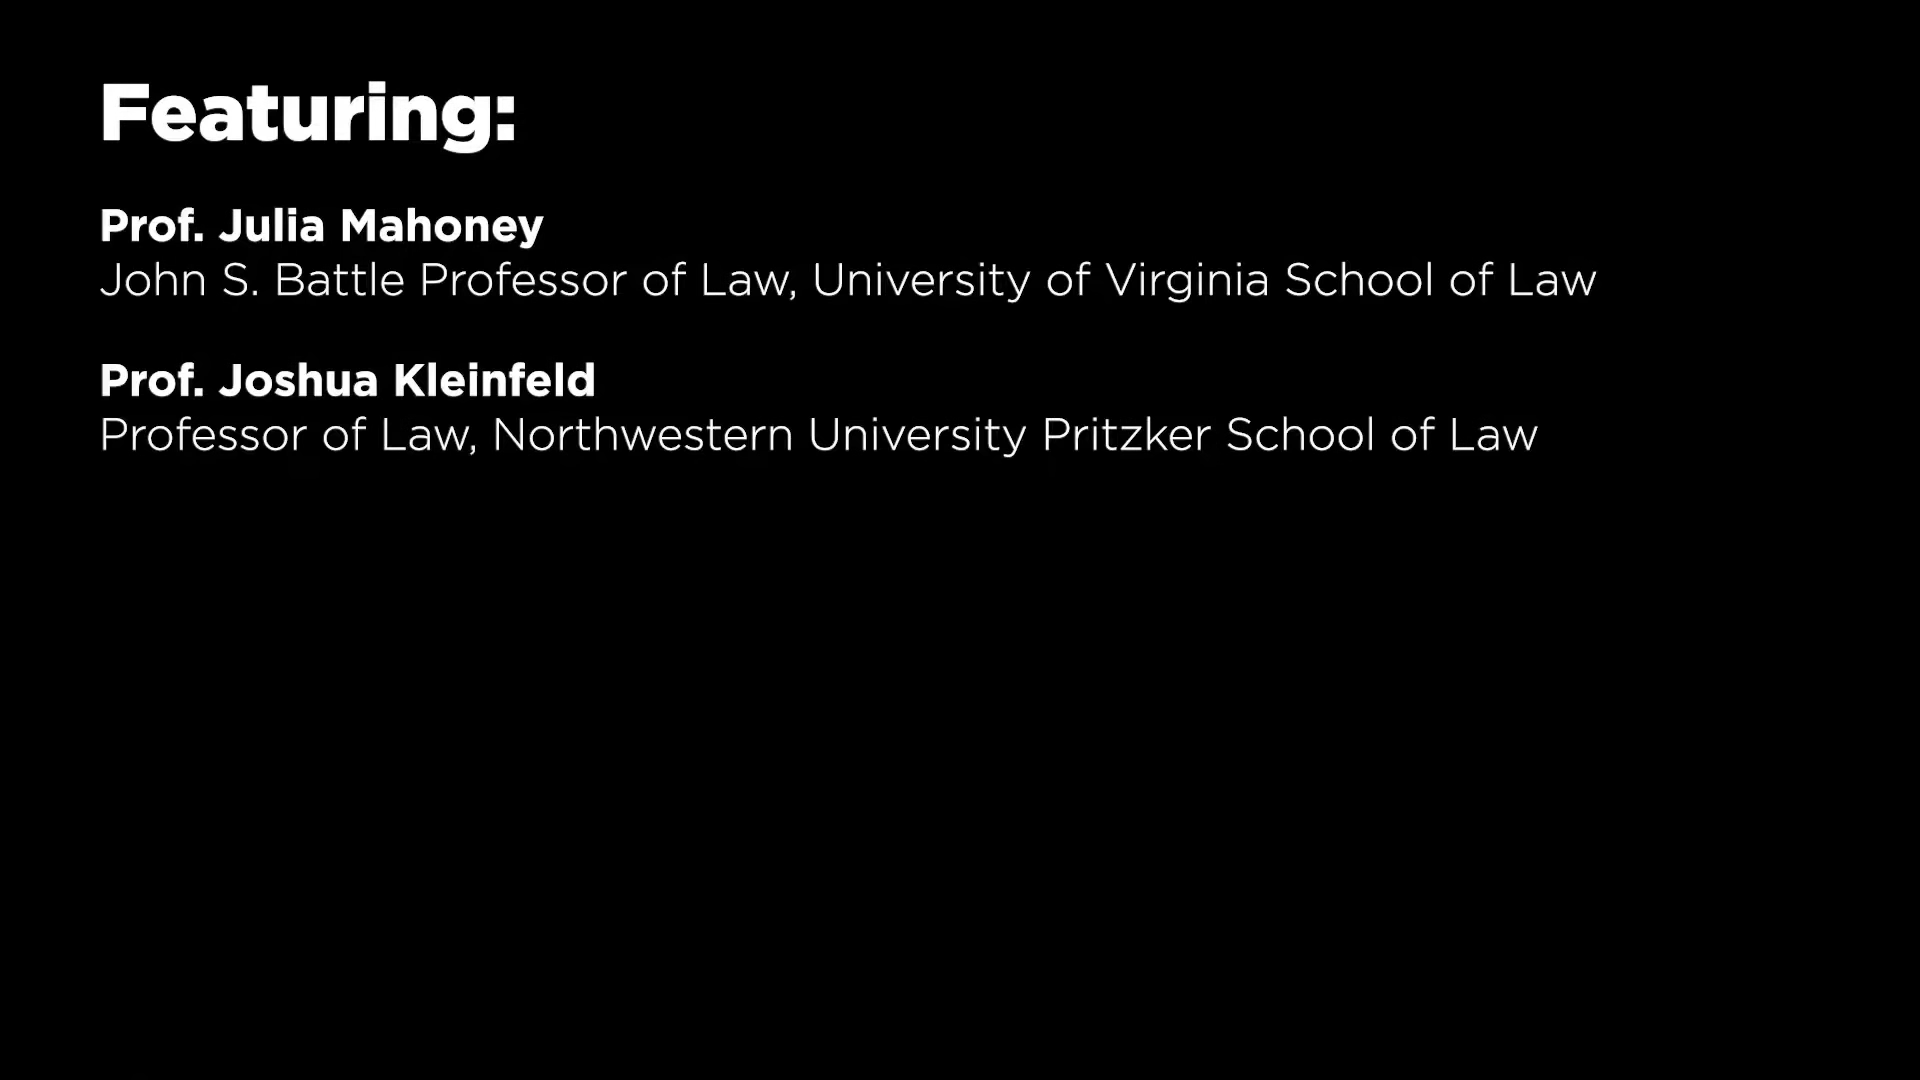 Featuring:
Prof. Julia Mahoney
John S. Battle Professor of Law, University of Virginia School of Law
Prof. Joshua Kleinfeld
Professor of Law, Northwestern University Pritzker School of Law